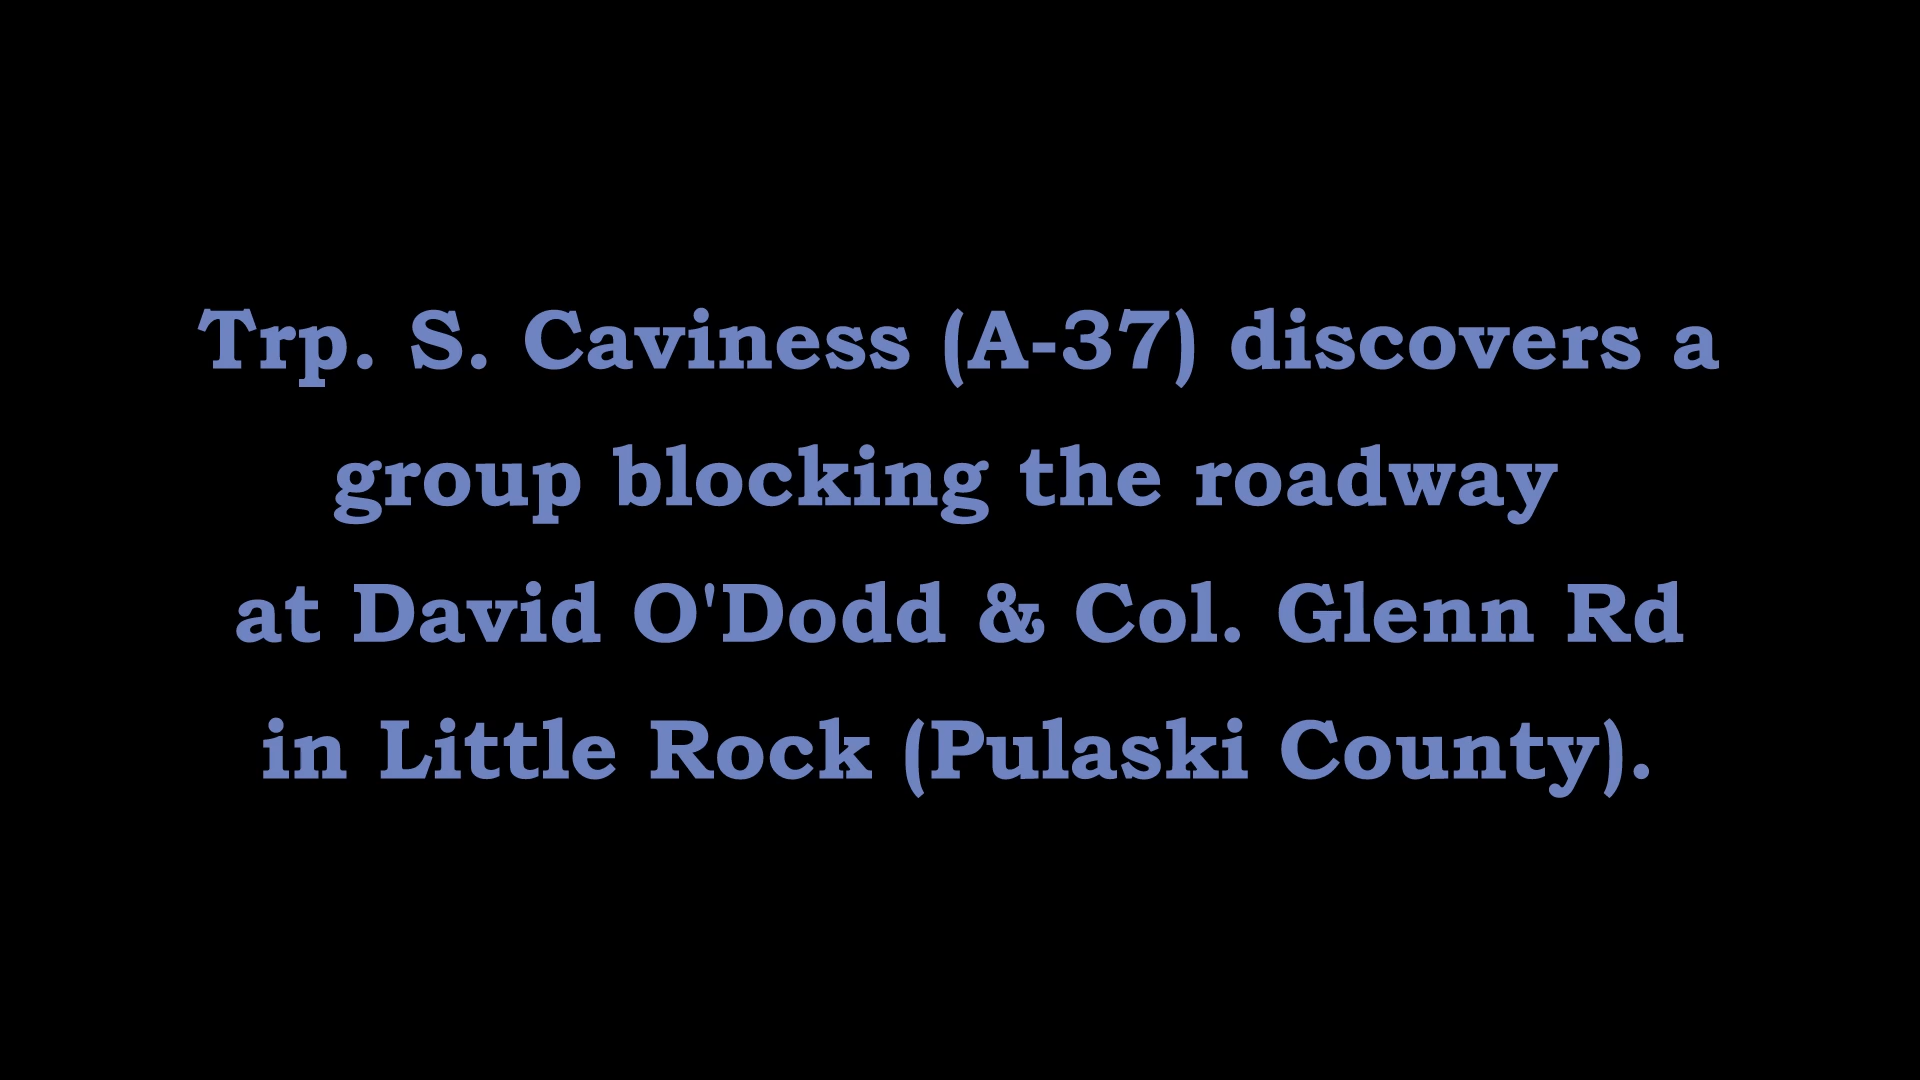 Trp. S. Caviness (A-37) discovers a
group blocking the roadway
at David O'Dodd & Col. Glenn Rd
in Little Rock (Pulaski County).